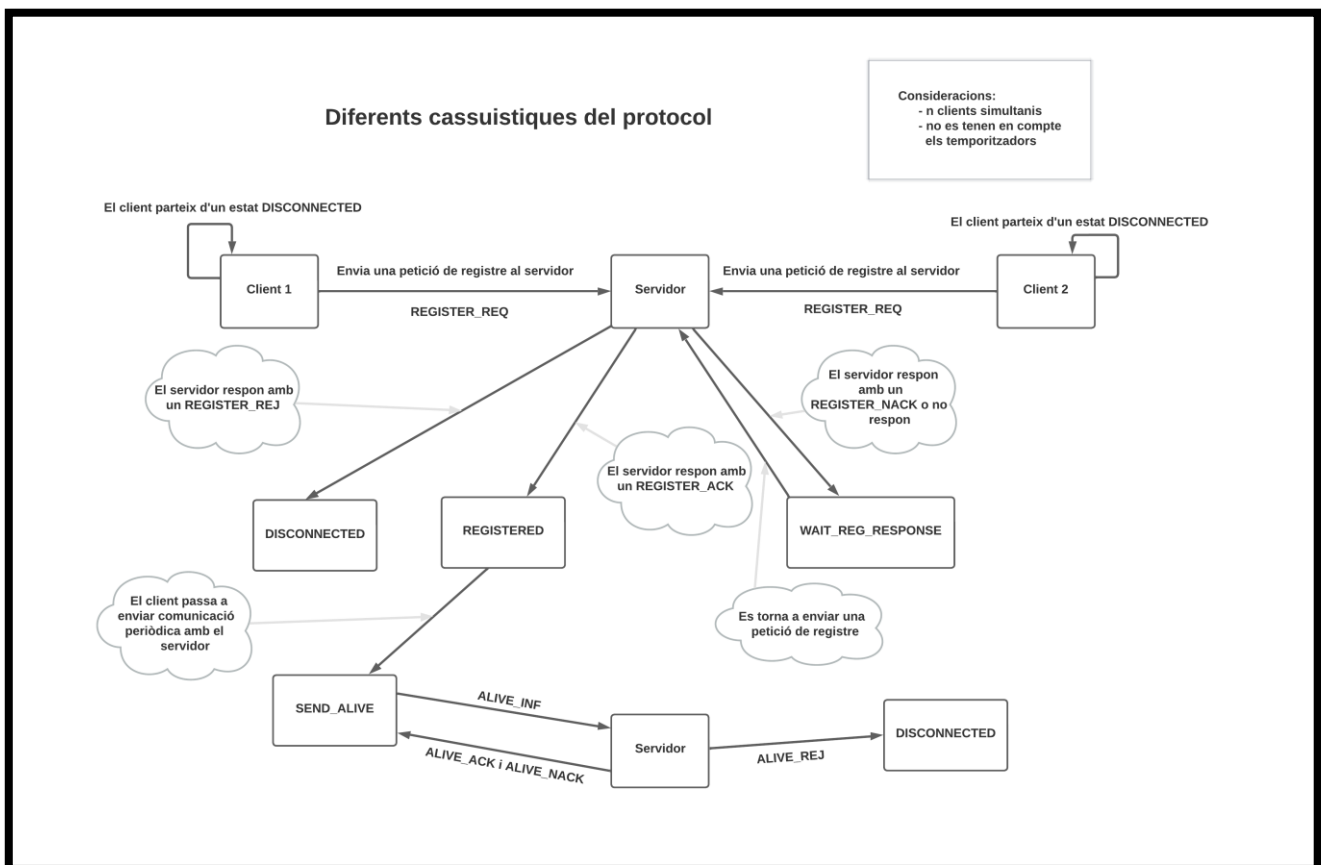 Diferents cassuistiques del protocol
Consideracions:
- n clients simultanis
- no es tenen en compte
els temporitzadors
El client parteix d'un estat DISCONNECTED
El client parteix d'un estat DISCONNECTED
Client 1
Envia una petició de registre al servidor
REGISTER_REQ
Servidor
Envia una petició de registre al servidor
REGISTER_REQ
Client 2
El servidor respon amb
un REGISTER_REJ
El servidor respon amb
un REGISTER_ACK
El servidor respon
amb un
REGISTER_NACK o no
respon
DISCONNECTED
REGISTERED
WAIT_REG_RESPONSE
El client passa a
enviar comunicació
periòdica amb el
servidor
Es torna a enviar una
petició de registre
SEND_ALIVE
ALIVE_INF
ALIVE_ACK i ALIVE_NACK
Servidor
ALIVE_REJ
DISCONNECTED